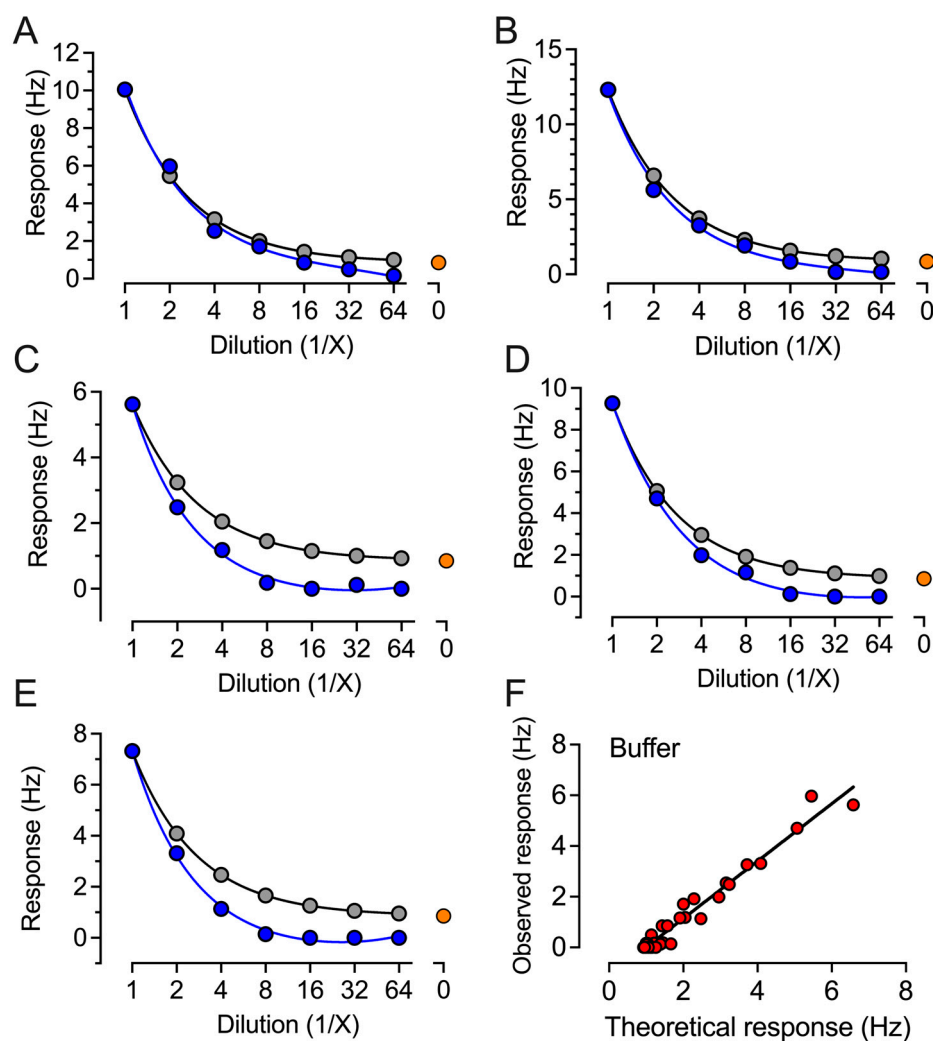 A
Response (Hz)
12
10
8
6
4
2
0
1 2 4 8 16 32 64 0
Dilution (1/X)
B
Response (Hz)
15
10
5
0
1 2 4 8 16 32 64 0
Dilution (1/X)
C
Response (Hz)
6
4
2
0
1 2 4 8 16 32 64 0
Dilution (1/X)
D
Response (Hz)
10
8
6
4
2
0
1 2 4 8 16 32 64 0
Dilution (1/X)
E
Response (Hz)
8
6
4
2
0
1 2 4 8 16 32 64 0
Dilution (1/X)
F
Buffer
Observed response (Hz)
8
6
4
2
0
0 2 4 6 8
Theoretical response (Hz)